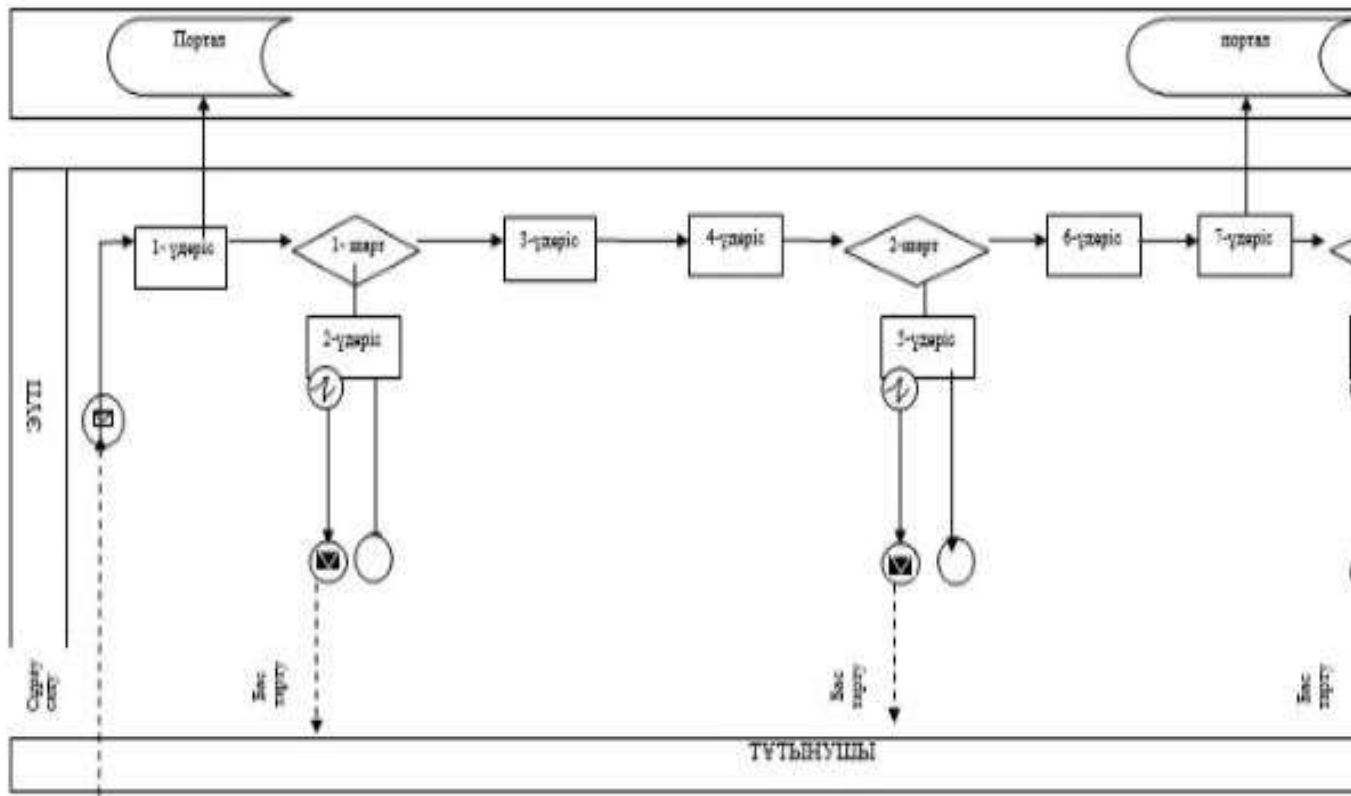 Портал
портал
1- үдеріс
1- шарт
3-үдеріс
4-үдеріс
2-шарт
6-үдеріс
7-үдеріс
2-үдеріс
5-үдеріс
ЭҮП
Сұрау
салу
Бас
тарту
Бас
тарту
Бас
тарту
ТҰТЫНУШЫ